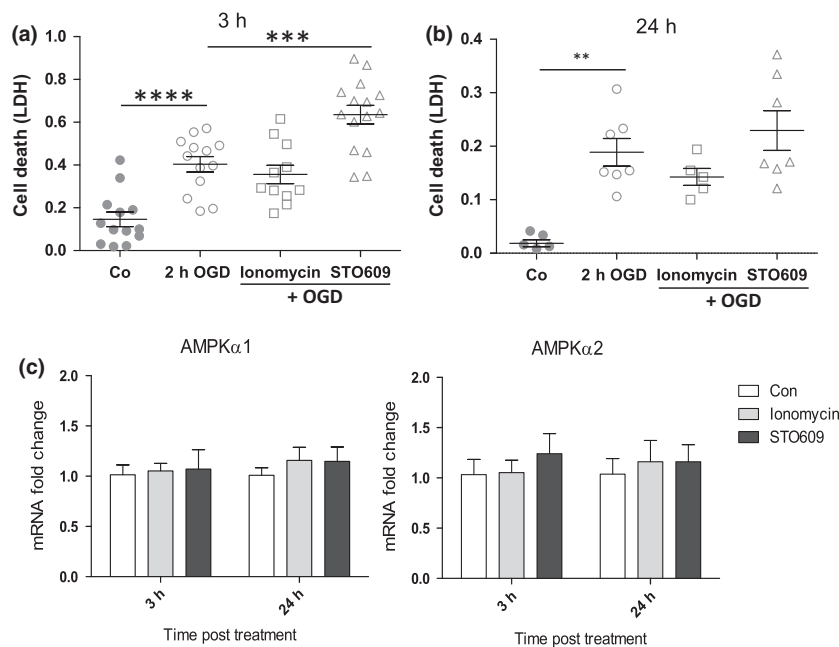 (a)
3 h
Cell death (LDH)
1.0
0.8
0.6
0.4
0.2
0.0
****
***
Co
2 h OGD
Ionomycin
STO609
+ OGD
(b)
24 h
Cell death (LDH)
0.4
0.3
0.2
0.1
0.0
**
Co
2 h OGD
Ionomycin
STO609
+ OGD
(c)
AMPKα1
mRNA fold change
2.0
1.5
1.0
0.5
0.0
3 h
24 h
Time post treatment
AMPKα2
mRNA fold change
2.0
1.5
1.0
0.5
0.0
3 h
24 h
Time post treatment
Con
Ionomycin
STO609